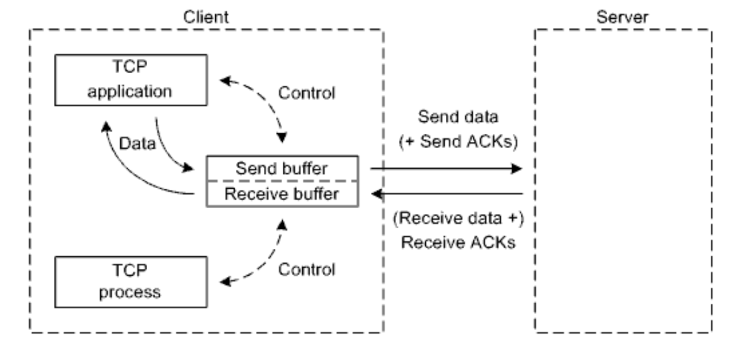 Client
Server
TCP
application
Control
Data
Send buffer
Receive buffer
Send data
(+ Send ACKs)
(Receive data +)
Receive ACKs
TCP
process
Control